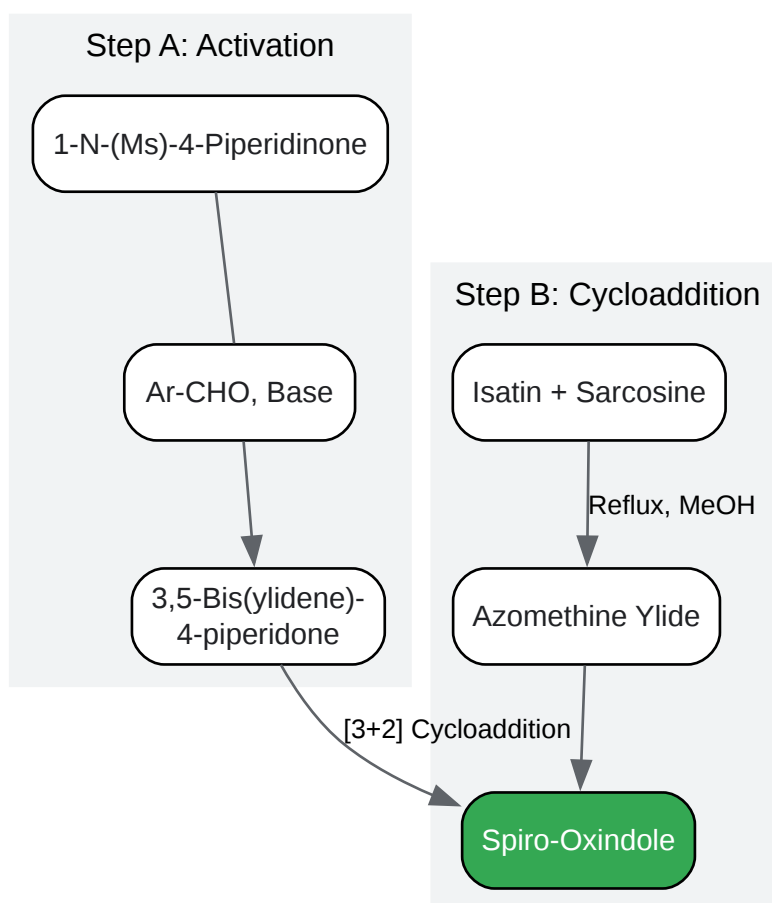 Step A: Activation
1-N-(Ms)-4-Piperidinone
Ar-CHO, Base
3,5-Bis(ylidene)-
4-piperidone
Step B: Cycloaddition
Isatin + Sarcosine
Reflux, MeOH
Azomethine Ylide
[3+2] Cycloaddition
Spiro-Oxindole